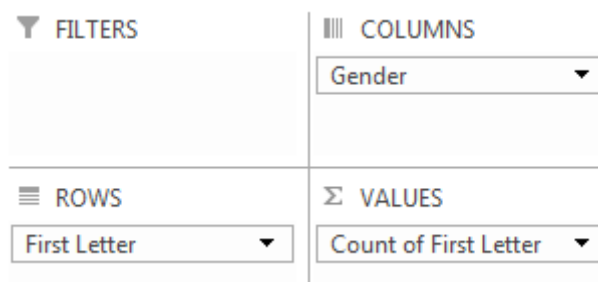 FILTERS
COLUMNS
Gender
ROWS
Σ VALUES
First Letter
Count of First Letter